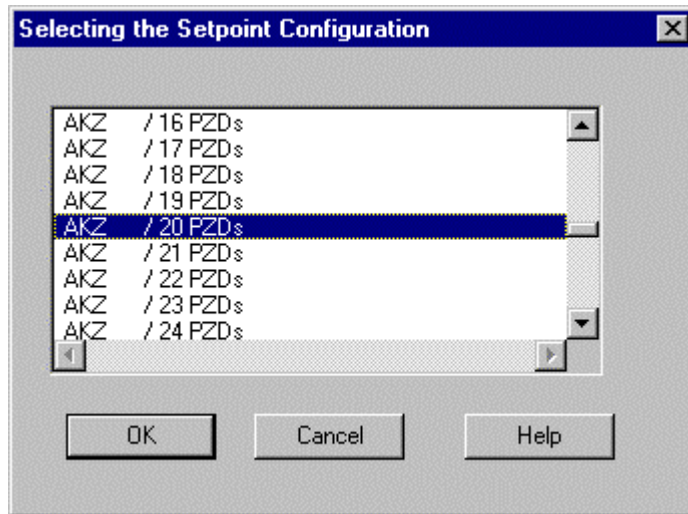 Selecting the Setpoint Configuration
AKZ / 16 PZDs
AKZ / 17 PZDs
AKZ / 18 PZDs
AKZ / 19 PZDs
AKZ / 20 PZDs
AKZ / 21 PZDs
AKZ / 22 PZDs
AKZ / 23 PZDs
AKZ / 24 PZDs
OK Cancel Help